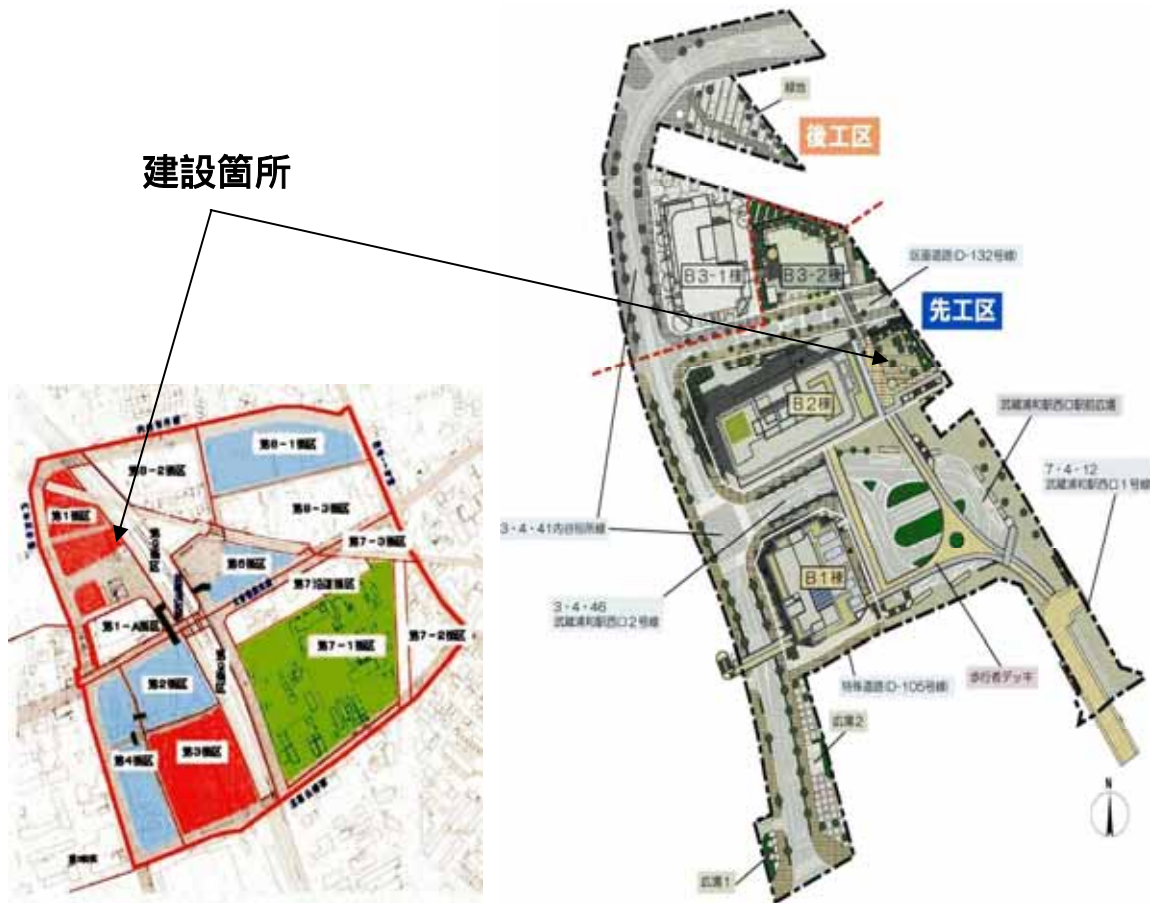 建設箇所
緑地
後工区
B3-1棟
B3-2棟
区画道路(D-132号線)
先工区
B2棟
武蔵浦和駅西口駅前広場
7・4・12
武蔵浦和駅西口1号線
3・4・41内谷別所線
B1棟
3・4・46
武蔵浦和駅西口2号線
特殊道路(D-105号線)
歩行者デッキ
広場2
広場1
N
第8-1街区
第8-2街区
第1街区
第8-3街区
第7-3街区
第6街区
第7沿道街区
第1-A街区
第7-1街区
第7-2街区
第2街区
第3街区
第4街区